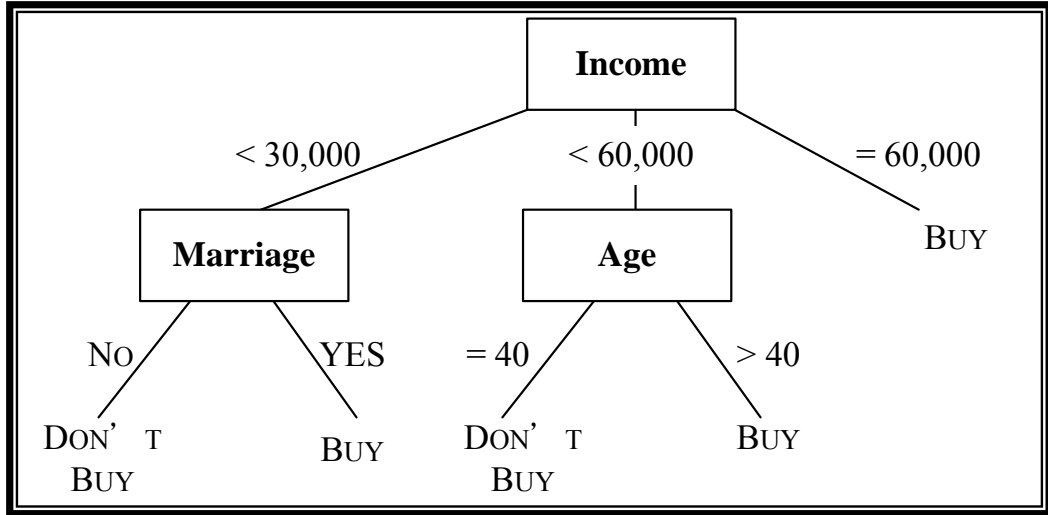 Income
< 30,000
< 60,000
= 60,000
Marriage
Age
BUY
NO
YES
= 40
> 40
DON' T
BUY
BUY
DON' T
BUY
BUY